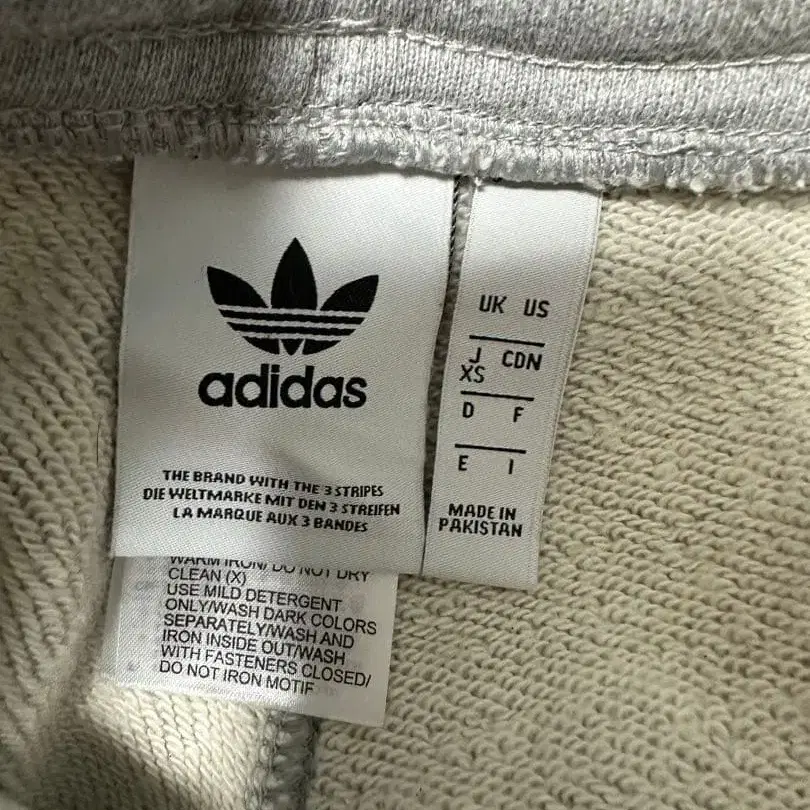 adidas
THE BRAND WITH THE 3 STRIPES
DIE WELTMARKE MIT DEN 3 STREIFEN
LA MARQUE AUX 3 BANDES
WARM IRON/ DO NOT DRY
CLEAN (X)
USE MILD DETERGENT
ONLY/WASH DARK COLORS
SEPARATELY/WASH AND
IRON INSIDE OUT/WASH
WITH FASTENERS CLOSED/
DO NOT IRON MOTIF
UK US
J CDN
XS
D F
E I
MADE IN
PAKISTAN